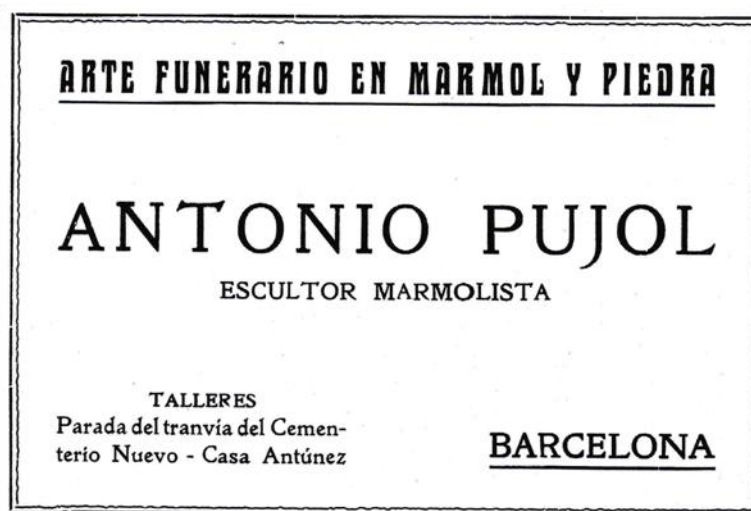 ARTE FUNERARIO EN MARMOL Y PIEDRA
ANTONIO PUJOL
ESCULTOR MARMOLISTA
TALLERES
Parada del tranvía del Cemen-
terio Nuevo - Casa Antúnez
BARCELONA